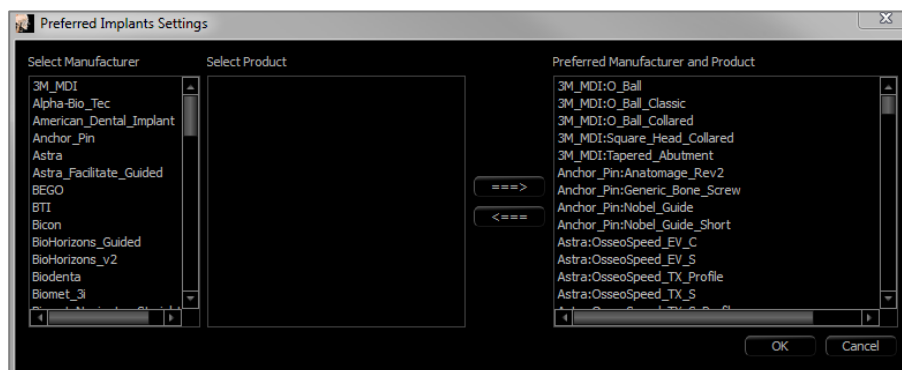 Preferred Implants Settings
Select Manufacturer
3M_MDI
Alpha-Bio_Tec
American_Dental_Implant
Anchor_Pin
Astra
Astra_Facilitate_Guided
BEGO
BTI
Bicon
BioHorizons_Guided
BioHorizons_v2
Biodenta
Biomet_3i
Select Product
===>
<===
Preferred Manufacturer and Product
3M_MDI:O_Ball
3M_MDI:O_Ball_Classic
3M_MDI:O_Ball_Collared
3M_MDI:Square_Head_Collared
3M_MDI:Tapered_Abutment
Anchor_Pin:Anatomage_Rev2
Anchor_Pin:Generic_Bone_Screw
Anchor_Pin:Nobel_Guide
Anchor_Pin:Nobel_Guide_Short
Astra:OsseoSpeed_EV_C
Astra:OsseoSpeed_EV_S
Astra:OsseoSpeed_TX_Profile
Astra:OsseoSpeed_TX_S
OK
Cancel